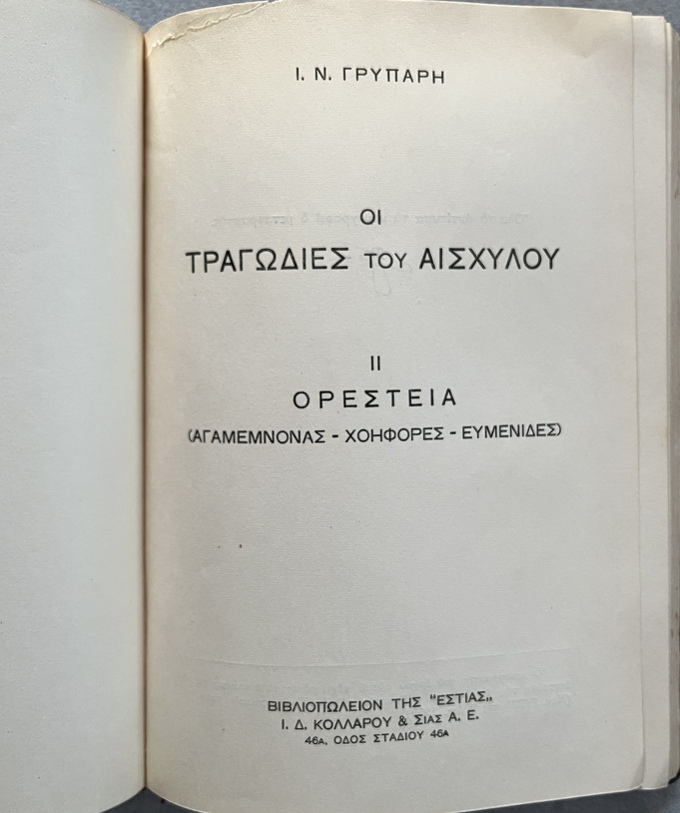 Ι. Ν. ΓΡΥΠΑΡΗ
ΟΙ
ΤΡΑΓΩΔΙΕΣ ΤΟΥ ΑΙΣΧΥΛΟΥ
ΙΙ
ΟΡΕΣΤΕΙΑ
(ΑΓΑΜΕΜΝΟΝΑΣ - ΧΟΗΦΟΡΕΣ - ΕΥΜΕΝΙΔΕΣ)
ΒΙΒΛΙΟΠΩΛΕΙΟΝ ΤΗΣ "ΕΣΤΙΑΣ„
Ι. Δ. ΚΟΛΛΑΡΟΥ & ΣΙΑΣ Α. Ε.
46Α, ΟΔΟΣ ΣΤΑΔΙΟΥ 46Α